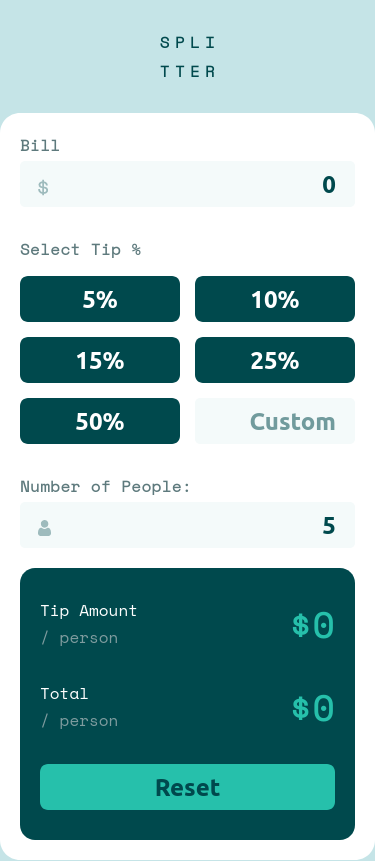 SPLI
TTER
Bill
$ 0
Select Tip %
5% 10%
15% 25%
50% Custom
Number of People:
5
Tip Amount
/ person
$0
Total
/ person
$0
Reset